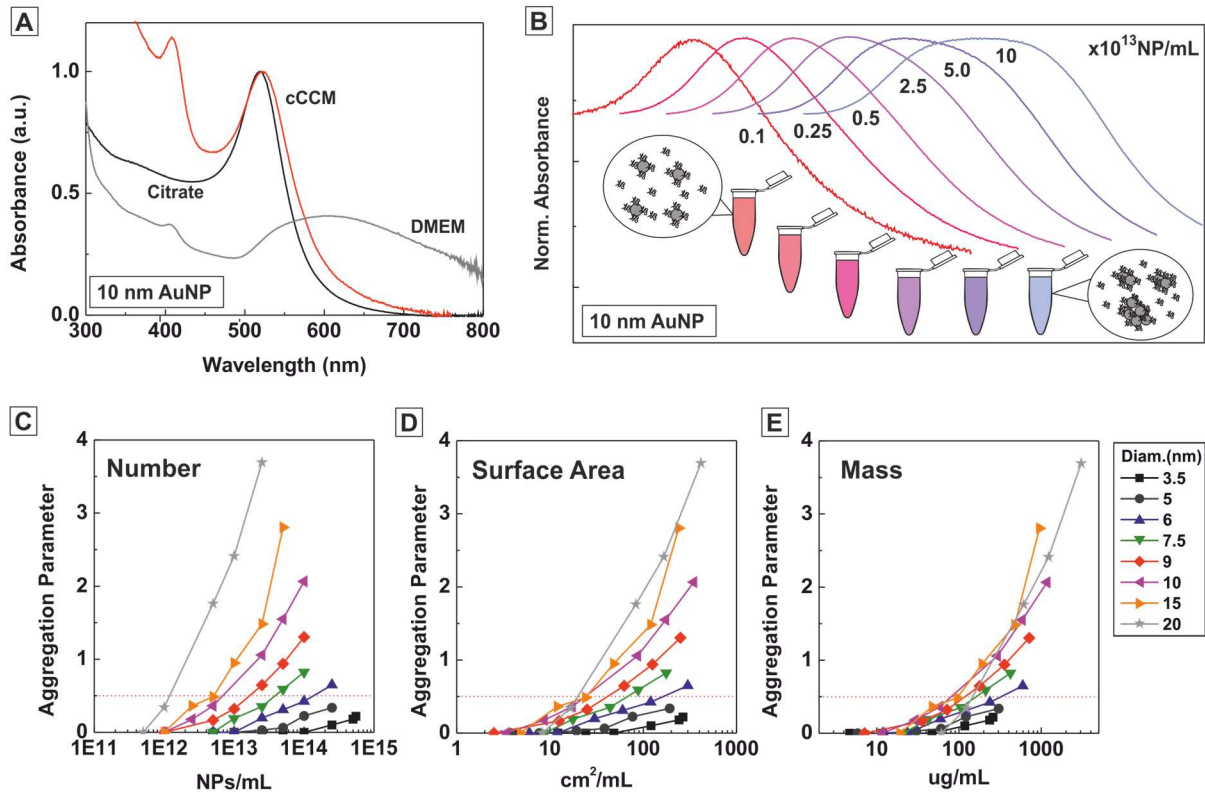 A
Absorbance (a.u.)
1.0
0.5
0.0
cCCM
Citrate
DMEM
10 nm AuNP
300 400 500 600 700 800
Wavelength (nm)
B
x10¹³NP/mL
Norm. Absorbance
0.1 0.25 0.5 2.5 5.0 10
10 nm AuNP
C
Number
Aggregation Parameter
4
3
2
1
0
1E11 1E12 1E13 1E14 1E15
NPs/mL
D
Surface Area
Aggregation Parameter
4
3
2
1
0
1 10 100 1000
cm²/mL
E
Mass
Aggregation Parameter
4
3
2
1
0
10 100 1000
ug/mL
Diam.(nm)
3.5
5
6
7.5
9
10
15
20